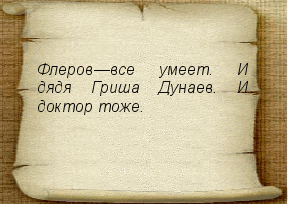 Флеров—все умеет. И
дядя Гриша Дунаев. И
доктор тоже.